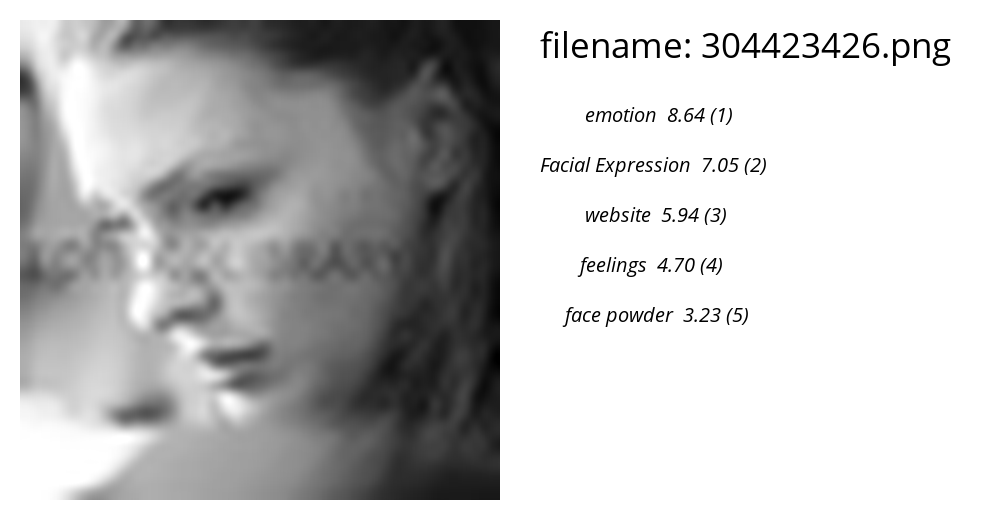 filename: 304423426.png
emotion 8.64 (1)
Facial Expression 7.05 (2)
website 5.94 (3)
feelings 4.70 (4)
face powder 3.23 (5)